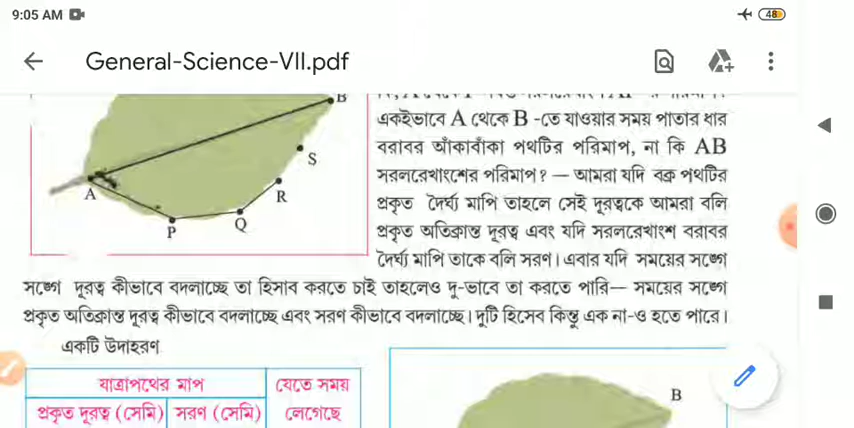 9:05 AM
48
General-Science-VII.pdf
B
S
R
A
P
Q
একইভাবে A থেকে B -তে যাওয়ার সময় পাতার ধার
বরাবর আঁকাবাঁকা পথটির পরিমাপ, না কি AB
সরলরেখাংশের পরিমাপ? — আমরা যদি বক্র পথটির
প্রকৃত দৈর্ঘ্য মাপি তাহলে সেই দূরত্বকে আমরা বলি
প্রকৃত অতিক্রান্ত দূরত্ব এবং যদি সরলরেখাংশ বরাবর
দৈর্ঘ্য মাপি তাকে বলি সরণ। এবার যদি সময়ের সঙ্গে
সঙ্গে দূরত্ব কীভাবে বদলাচ্ছে তা হিসাব করতে চাই তাহলেও দু-ভাবে তা করতে পারি— সময়ের সঙ্গে
প্রকৃত অতিক্রান্ত দূরত্ব কীভাবে বদলাচ্ছে এবং সরণ কীভাবে বদলাচ্ছে। দুটি হিসেব কিন্তু এক না-ও হতে পারে।
একটি উদাহরণ
যাত্রাপথের মাপ
যেতে সময়
প্রকৃত দূরত্ব (সেমি)
সরণ (সেমি)
লেগেছে
B